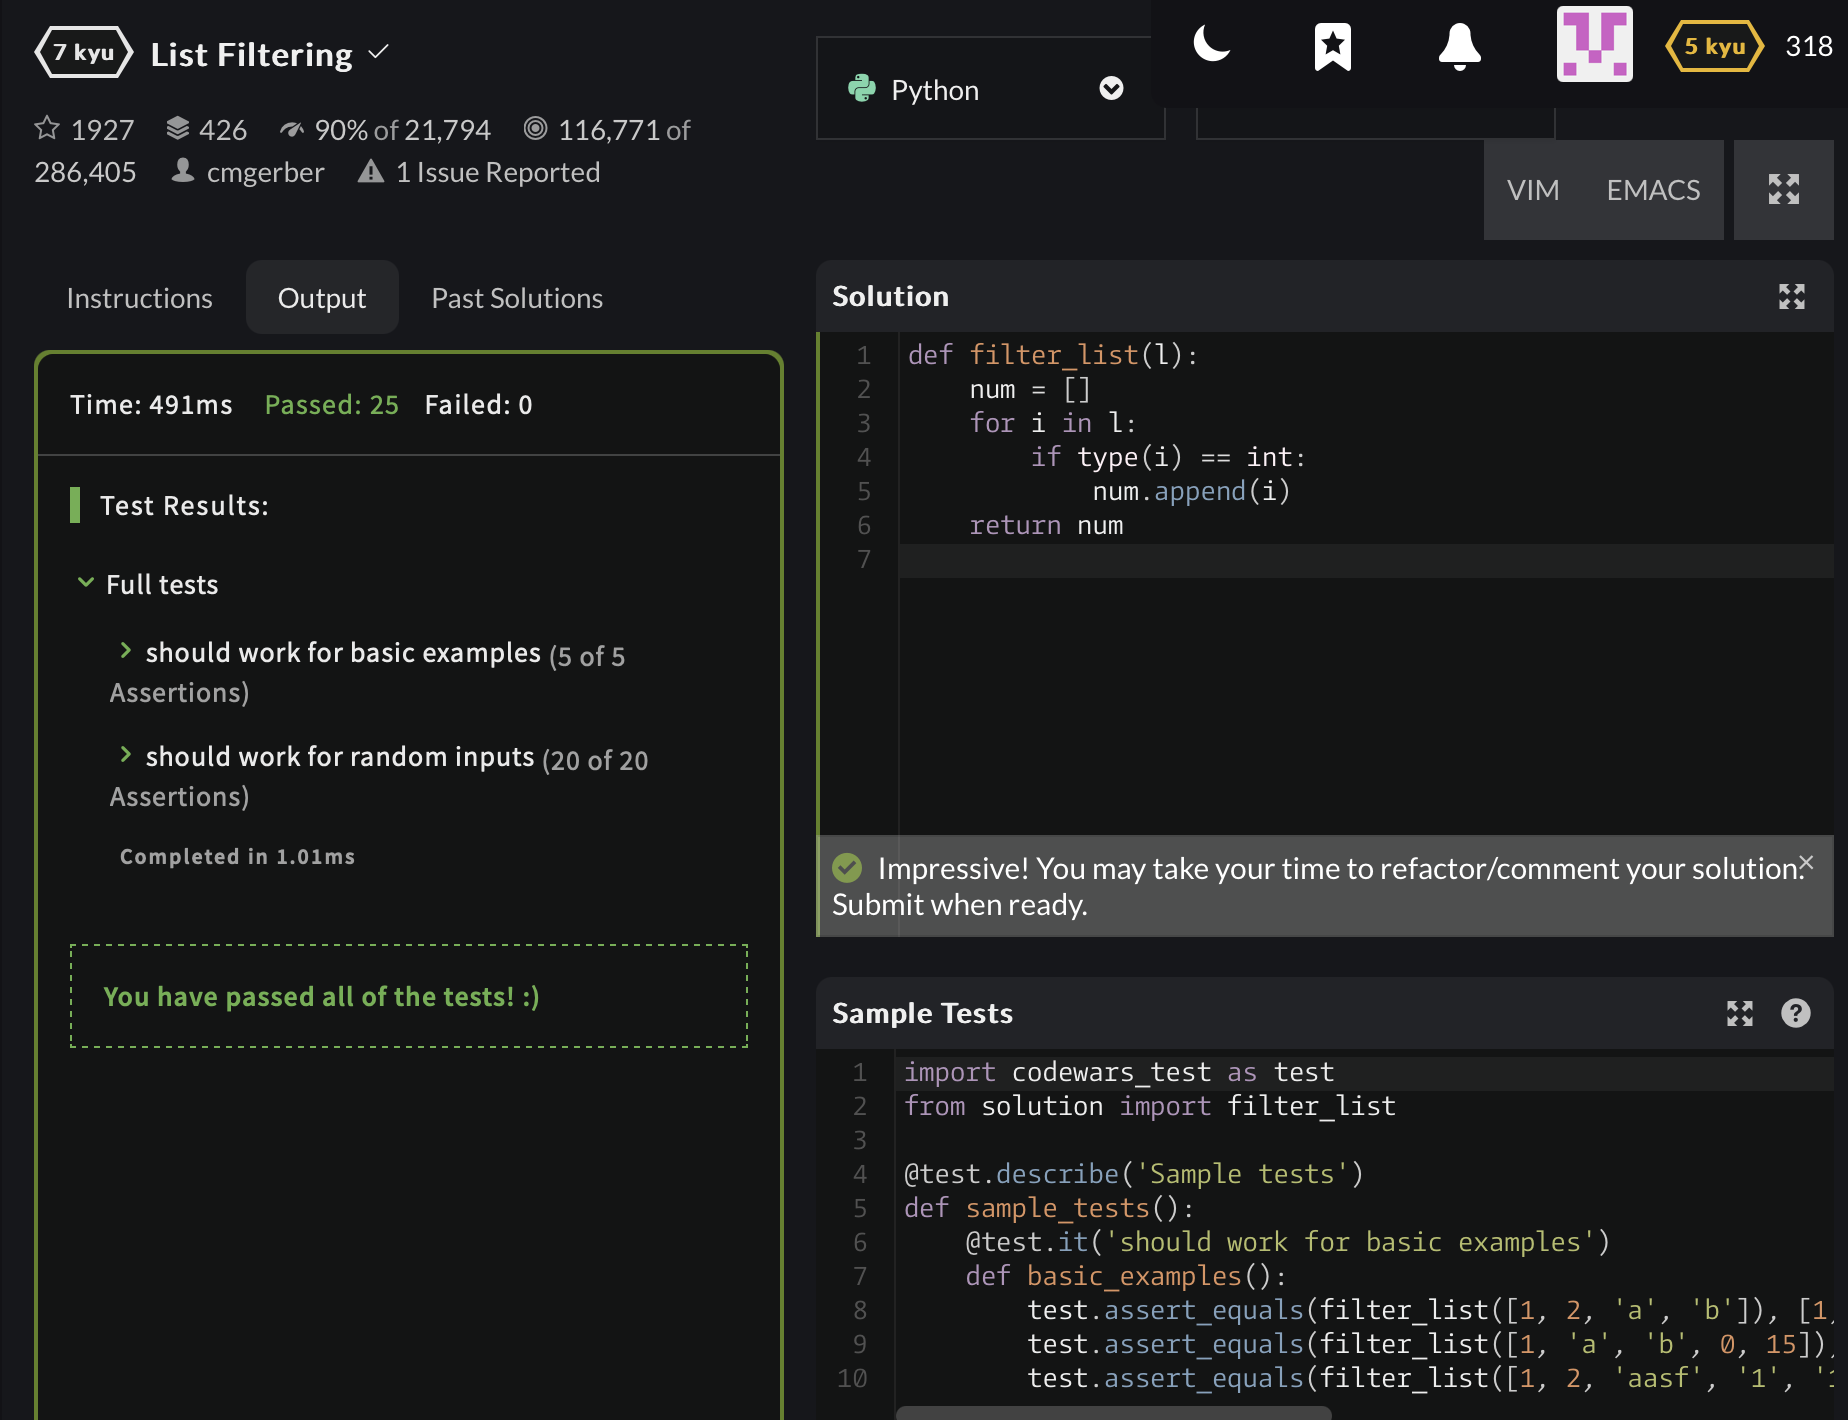 7 kyu List Filtering
1927 426 90% of 21,794 116,771 of
286,405 cmgerber 1 Issue Reported
Python
5 kyu 318
VIM EMACS
Instructions Output Past Solutions
Time: 491ms Passed: 25 Failed: 0
Test Results:
Full tests
should work for basic examples (5 of 5
Assertions)
should work for random inputs (20 of 20
Assertions)
Completed in 1.01ms
You have passed all of the tests! :)
Solution
1 def filter_list(l):
2     num = []
3     for i in l:
4         if type(i) == int:
5             num.append(i)
6     return num
7
Impressive! You may take your time to refactor/comment your solution.
Submit when ready.
Sample Tests
1 import codewars_test as test
2 from solution import filter_list
3
4 @test.describe('Sample tests')
5 def sample_tests():
6     @test.it('should work for basic examples')
7     def basic_examples():
8         test.assert_equals(filter_list([1, 2, 'a', 'b']), [1,
9         test.assert_equals(filter_list([1, 'a', 'b', 0, 15]),
10         test.assert_equals(filter_list([1, 2, 'aasf', '1', '1